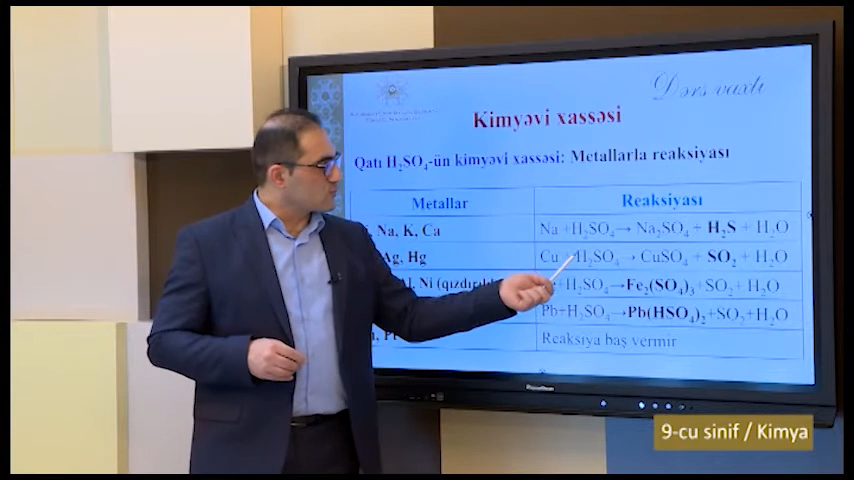 Dərs vaxtı
Kimyəvi xassəsi
Qatı H₂SO₄-ün kimyəvi xassəsi: Metallarla reaksiyası
Metallar Reaksiyası
Na, K, Ca Na +H₂SO₄→ Na₂SO₄ + H₂S + H₂O
Ag, Hg Cu H₂SO₄ → CuSO₄ + SO₂ + H₂O
Ni +H₂SO₄→Fe₂(SO₄)₃+SO₂+ H₂O
Pb+H₂SO₄→Pb(HSO₄)₂+SO₂+H₂O
Reaksiya baş vermir
Promethean
9-cu sinif / Kimya